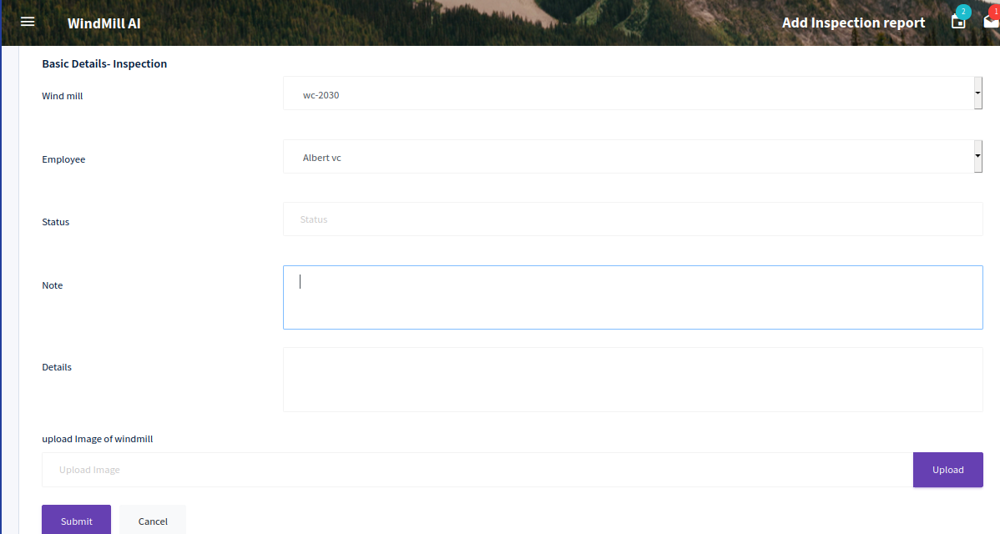 WindMill AI
Add Inspection report
2
1
Basic Details- Inspection
Wind mill
wc-2030
Employee
Albert vc
Status
Status
Note
Details
upload Image of windmill
Upload Image
Upload
Submit
Cancel